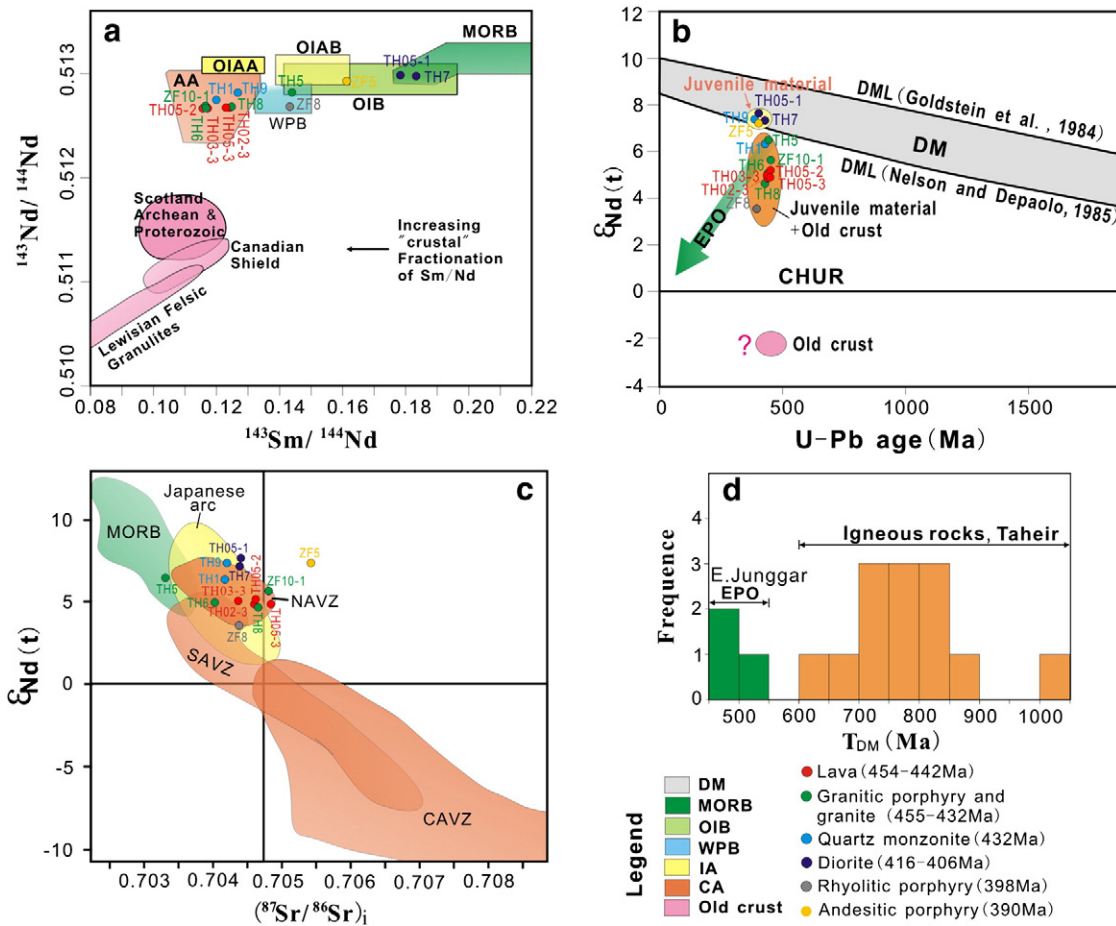 a
MORB
OIAB
OIAA
AA
TH05-1
TH7
ZF5
OIB
TH1
TH9
TH5
ZF10-1
TH05-2
TH8
ZF8
WPB
TH6
TH03-3
TH05-3
TH02-3
0.513
0.512
0.511
0.510
¹⁴³Nd/ ¹⁴⁴Nd
Scotland
Archean &
Proterozoic
Canadian
Shield
Lewisian Felsic
Granulites
Increasing
"crustal"
Fractionation
of Sm/Nd
0.08
0.10
0.12
0.14
0.16
0.18
0.20
0.22
¹⁴³Sm/ ¹⁴⁴Nd
b
12
10
8
6
4
2
0
-2
-4
εNd(t)
Juvenile material
TH05-1
TH9
TH7
ZF5
TH5
TH1
ZF10-1
TH6
TH05-2
TH03-3
TH05-3
TH02-3
TH8
ZF8
DML(Goldstein et al., 1984)
DM
DML(Nelson and Depaolo,1985)
Juvenile material
+Old crust
EPO
CHUR
? Old crust
0
500
1000
1500
U-Pb age(Ma)
c
Japanese
arc
MORB
TH05-1
ZF5
TH9
TH7
TH05-2
TH5
TH1
ZF10-1
TH03-3
NAVZ
TH6
TH02-3
TH8
TH05-3
ZF8
SAVZ
CAVZ
10
5
0
-5
-10
εNd(t)
0.703
0.704
0.705
0.706
0.707
0.708
(⁸⁷Sr/⁸⁶Sr)i
d
4
3
2
1
0
Frequence
Igneous rocks, Taheir
E.Junggar
EPO
500
600
700
800
900
1000
TDM (Ma)
Legend
DM
MORB
OIB
WPB
IA
CA
Old crust
Lava(454-442Ma)
Granitic porphyry and
granite (455-432Ma)
Quartz monzonite(432Ma)
Diorite(416-406Ma)
Rhyolitic porphyry(398Ma)
Andesitic porphyry(390Ma)